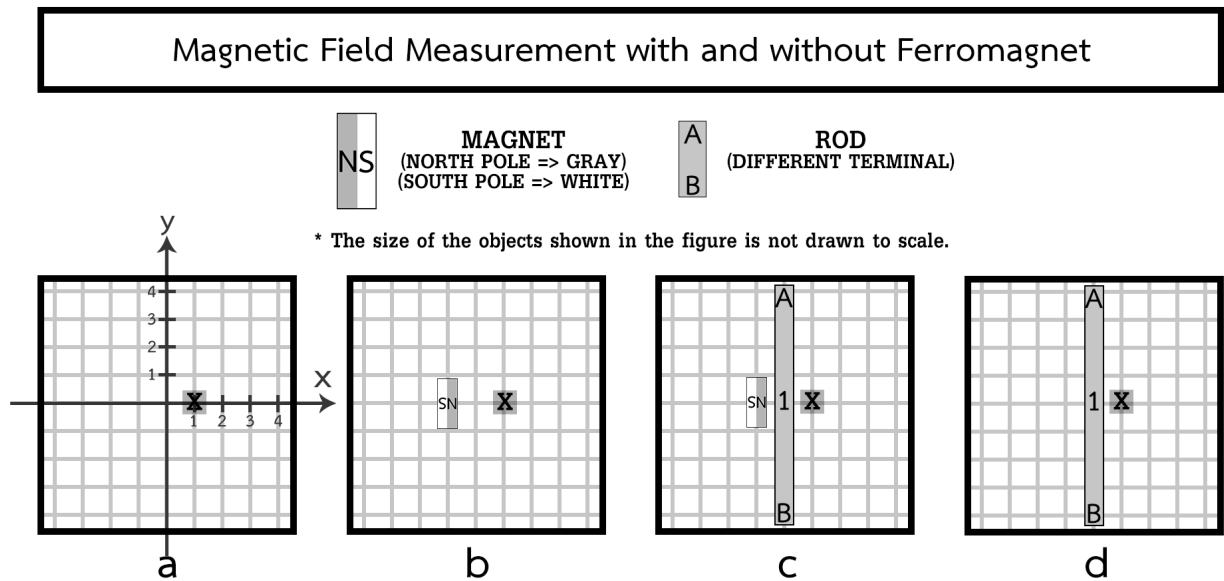 Magnetic Field Measurement with and without Ferromagnet
NS
MAGNET
(NORTH POLE => GRAY)
(SOUTH POLE => WHITE)
A
B
ROD
(DIFFERENT TERMINAL)
* The size of the objects shown in the figure is not drawn to scale.
y
4
3
2
1
x
X
1 2 3 4
a
SN
X
b
A
SN 1 X
B
c
A
1 X
B
d